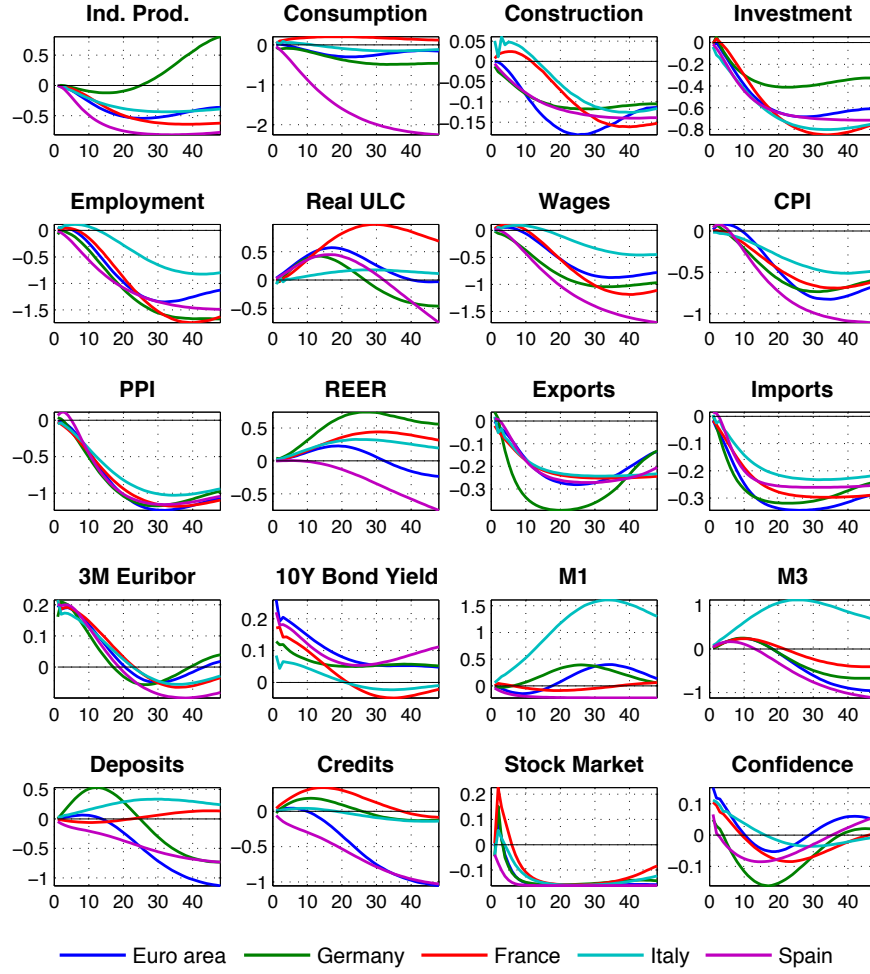 Ind. Prod. Consumption Construction Investment
0.5 0 −0.5
0 −1 −2
0.05 0 −0.05 −0.1 −0.15
0 −0.2 −0.4 −0.6 −0.8
0 10 20 30 40 0 10 20 30 40 0 10 20 30 40 0 10 20 30 40
Employment Real ULC Wages CPI
0 −0.5 −1 −1.5
0.5 0 −0.5
0 −0.5 −1 −1.5
0 −0.5 −1
0 10 20 30 40 0 10 20 30 40 0 10 20 30 40 0 10 20 30 40
PPI REER Exports Imports
0 −0.5 −1
0.5 0 −0.5
0 −0.1 −0.2 −0.3
0 −0.1 −0.2 −0.3
0 10 20 30 40 0 10 20 30 40 0 10 20 30 40 0 10 20 30 40
3M Euribor 10Y Bond Yield M1 M3
0.2 0.1 0
0.2 0.1 0
1.5 1 0.5 0
1 0 −1
0 10 20 30 40 0 10 20 30 40 0 10 20 30 40 0 10 20 30 40
Deposits Credits Stock Market Confidence
0.5 0 −0.5 −1
0 −0.5 −1
0.2 0.1 0 −0.1
0.1 0 −0.1
0 10 20 30 40 0 10 20 30 40 0 10 20 30 40 0 10 20 30 40
Euro area Germany France Italy Spain